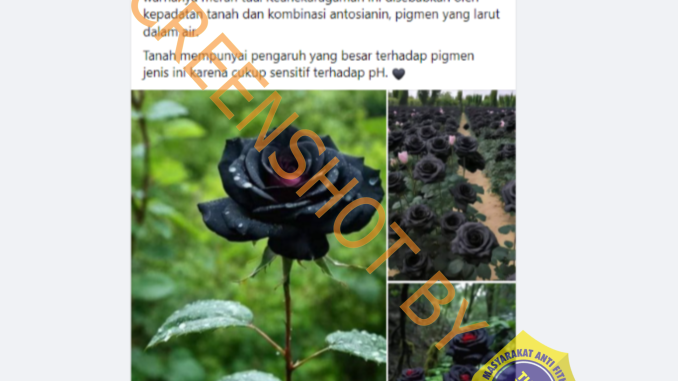 warnanya merah tua. Keanekaragaman ini disebabkan oleh
kepadatan tanah dan kombinasi antosianin, pigmen yang larut
dalam air.
Tanah mempunyai pengaruh yang besar terhadap pigmen
jenis ini karena cukup sensitif terhadap pH. 🖤
SCREENSHOT BY
MASYARAKAT ANTI FIT